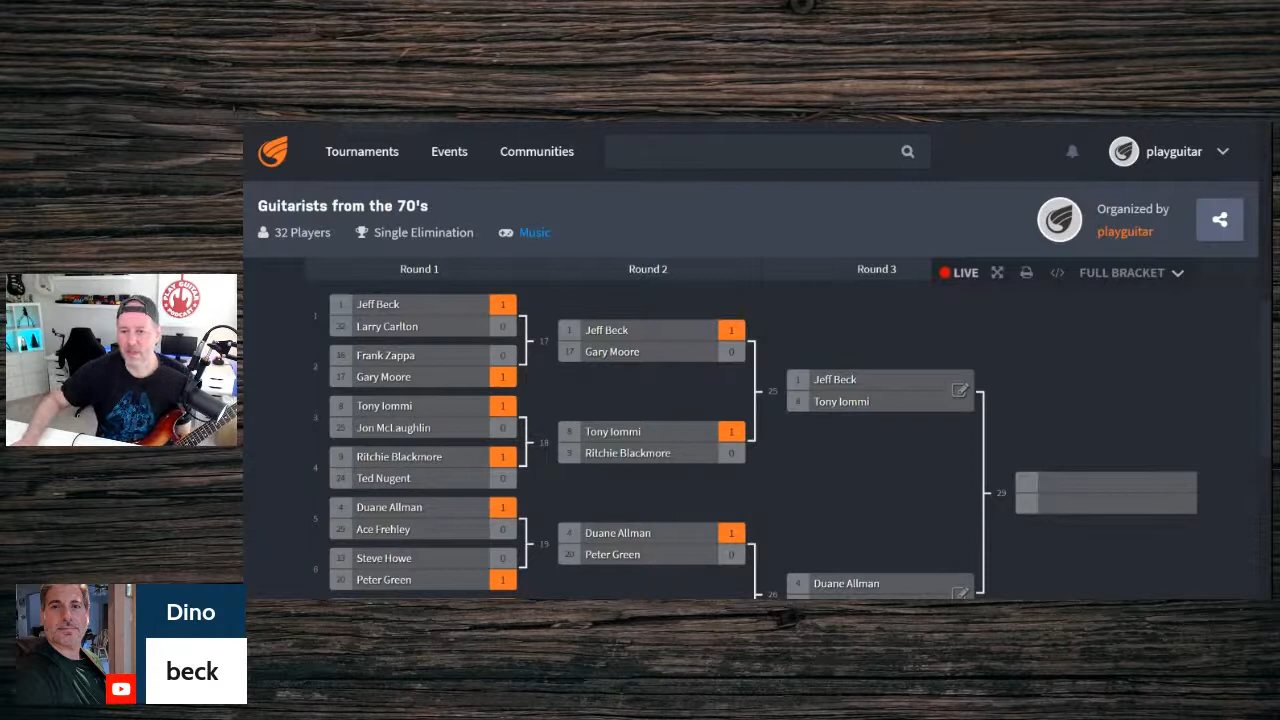 Tournaments Events Communities
playguitar
Guitarists from the 70's
32 Players Single Elimination Music
Organized by
playguitar
Round 1 Round 2 Round 3
LIVE FULL BRACKET
1 1 Jeff Beck 1
32 Larry Carlton 0
2 16 Frank Zappa 0
17 Gary Moore 1
3 8 Tony Iommi 1
25 Jon McLaughlin 0
4 9 Ritchie Blackmore 1
24 Ted Nugent 0
5 4 Duane Allman 1
29 Ace Frehley 0
6 13 Steve Howe 0
20 Peter Green 1
17 1 Jeff Beck 1
17 Gary Moore 0
18 8 Tony Iommi 1
9 Ritchie Blackmore 0
19 4 Duane Allman 1
20 Peter Green 0
25 1 Jeff Beck
8 Tony Iommi
26 4 Duane Allman
29
PLAY GUITAR
PODCAST
Dino
beck